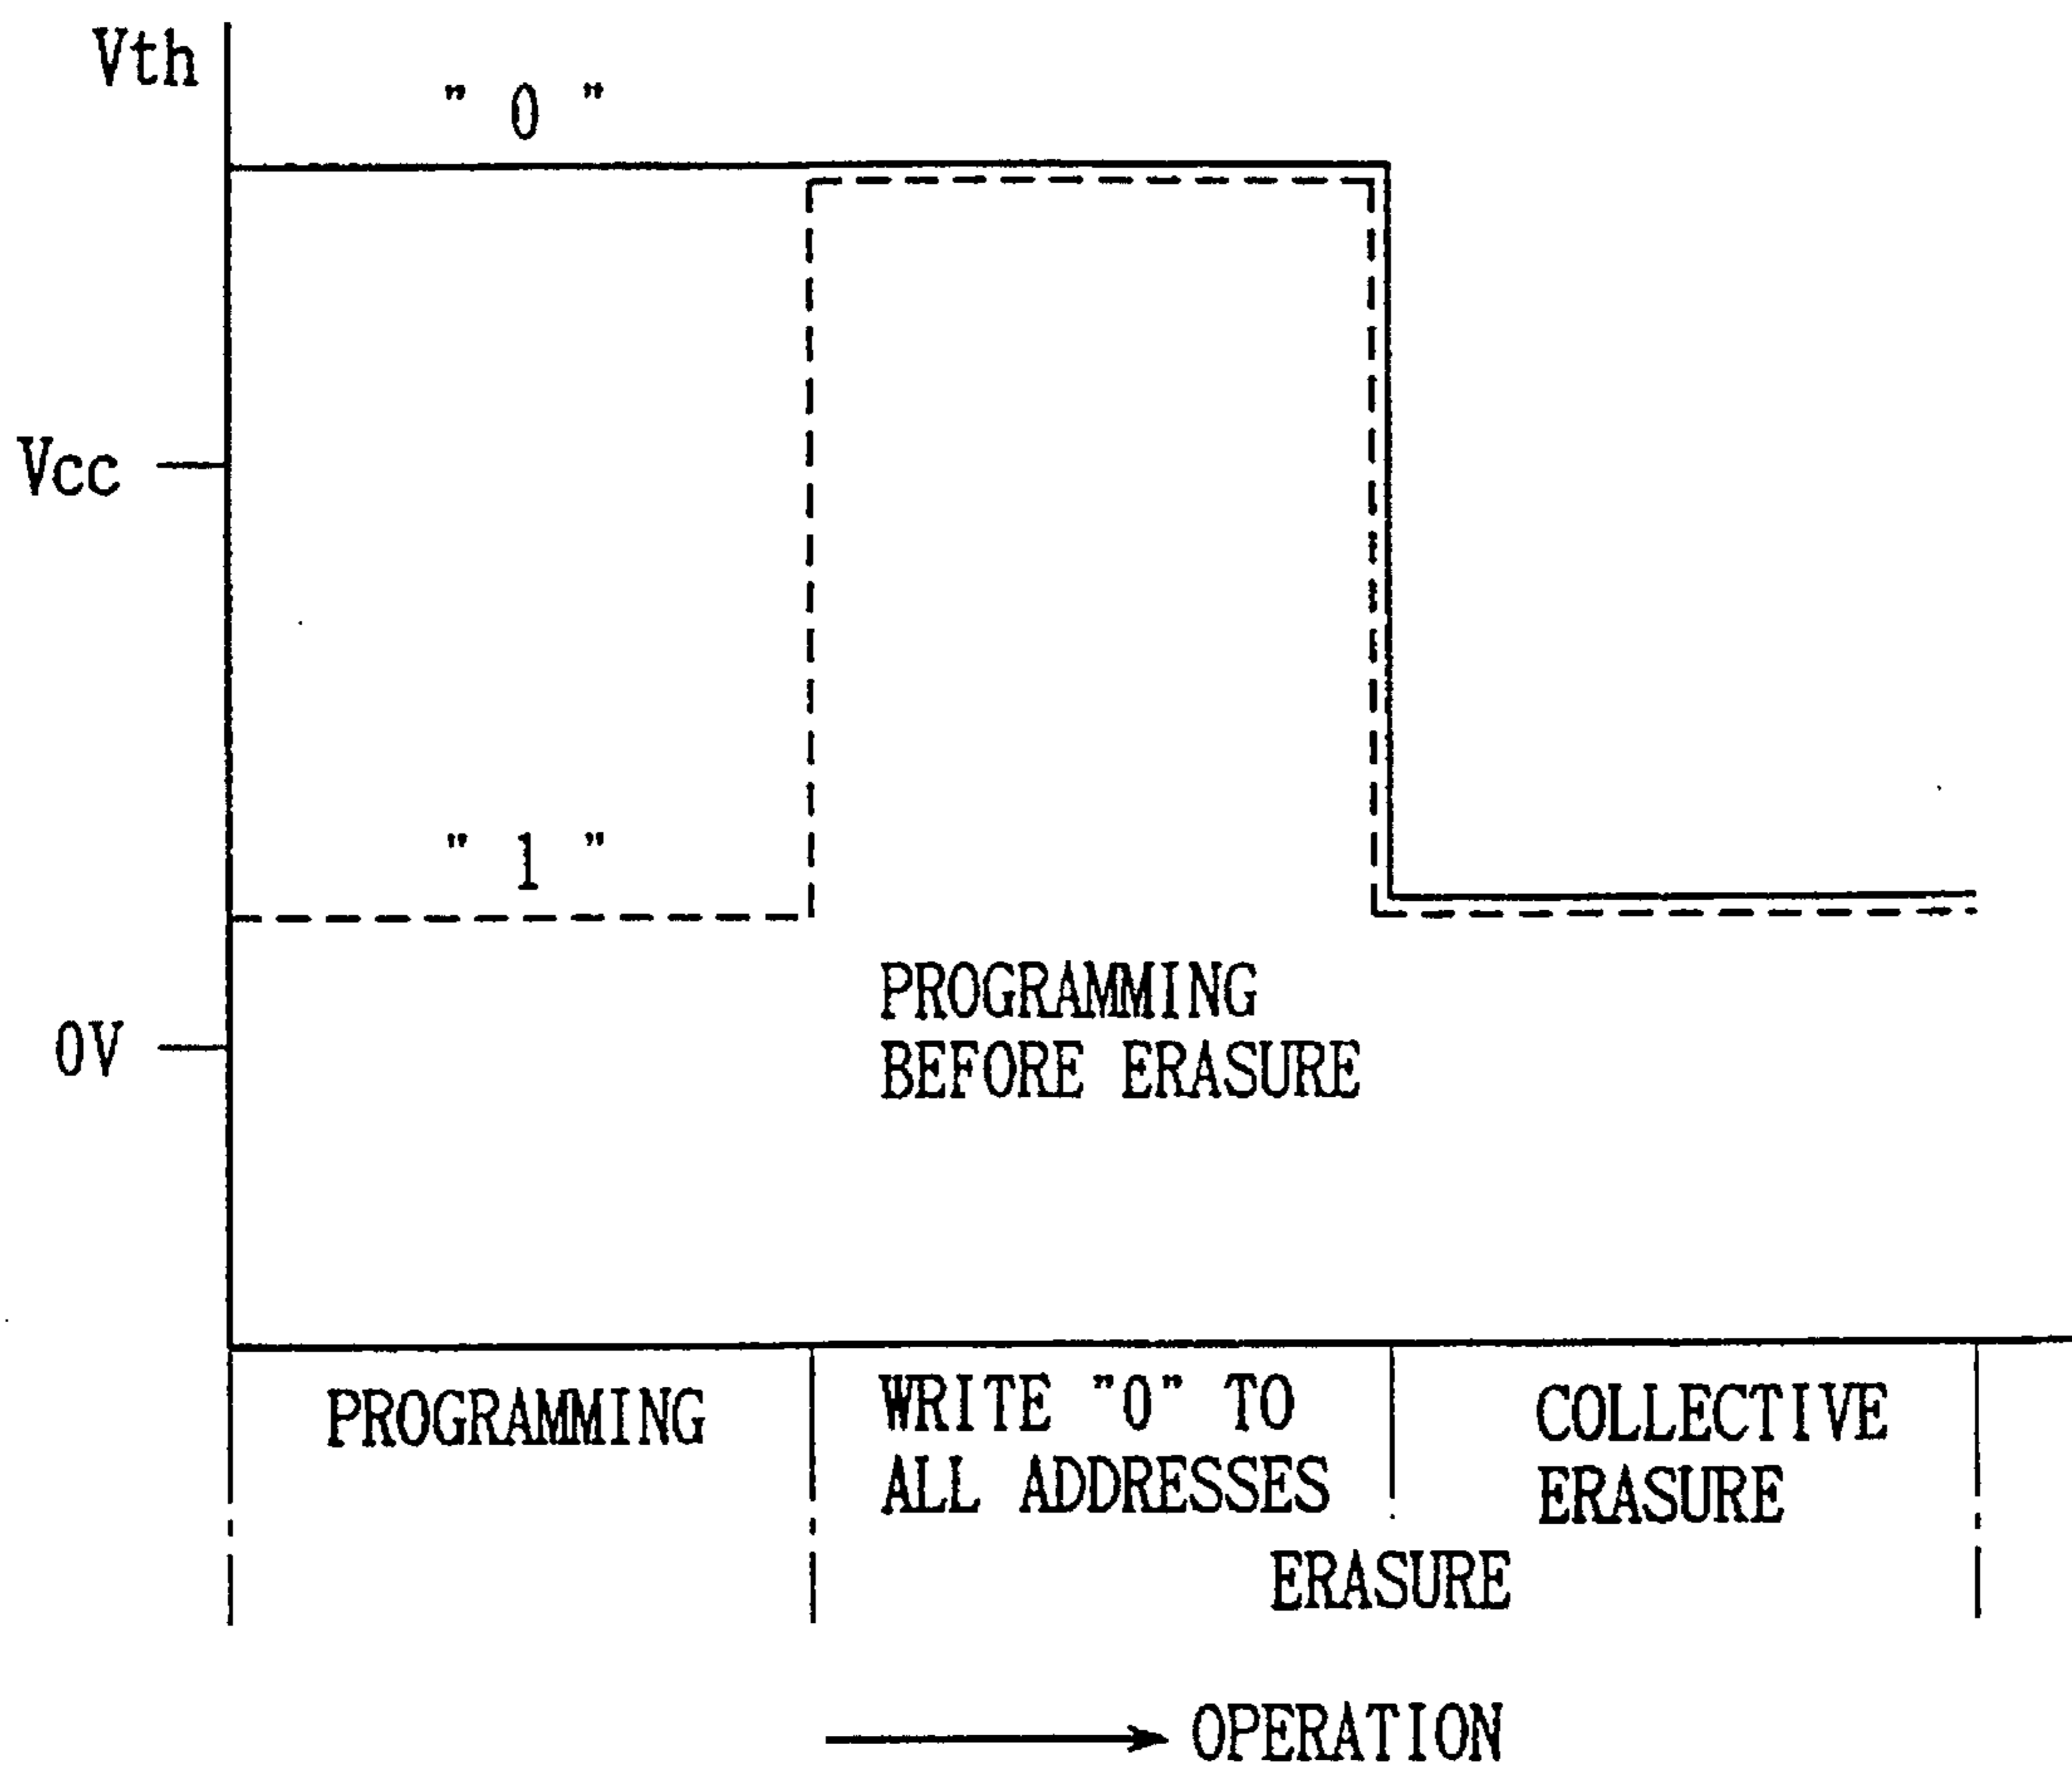 Vth
" 0 "
Vcc
" 1 "
PROGRAMMING
BEFORE ERASURE
0V
PROGRAMMING
WRITE "0" TO
ALL ADDRESSES
COLLECTIVE
ERASURE
ERASURE
OPERATION